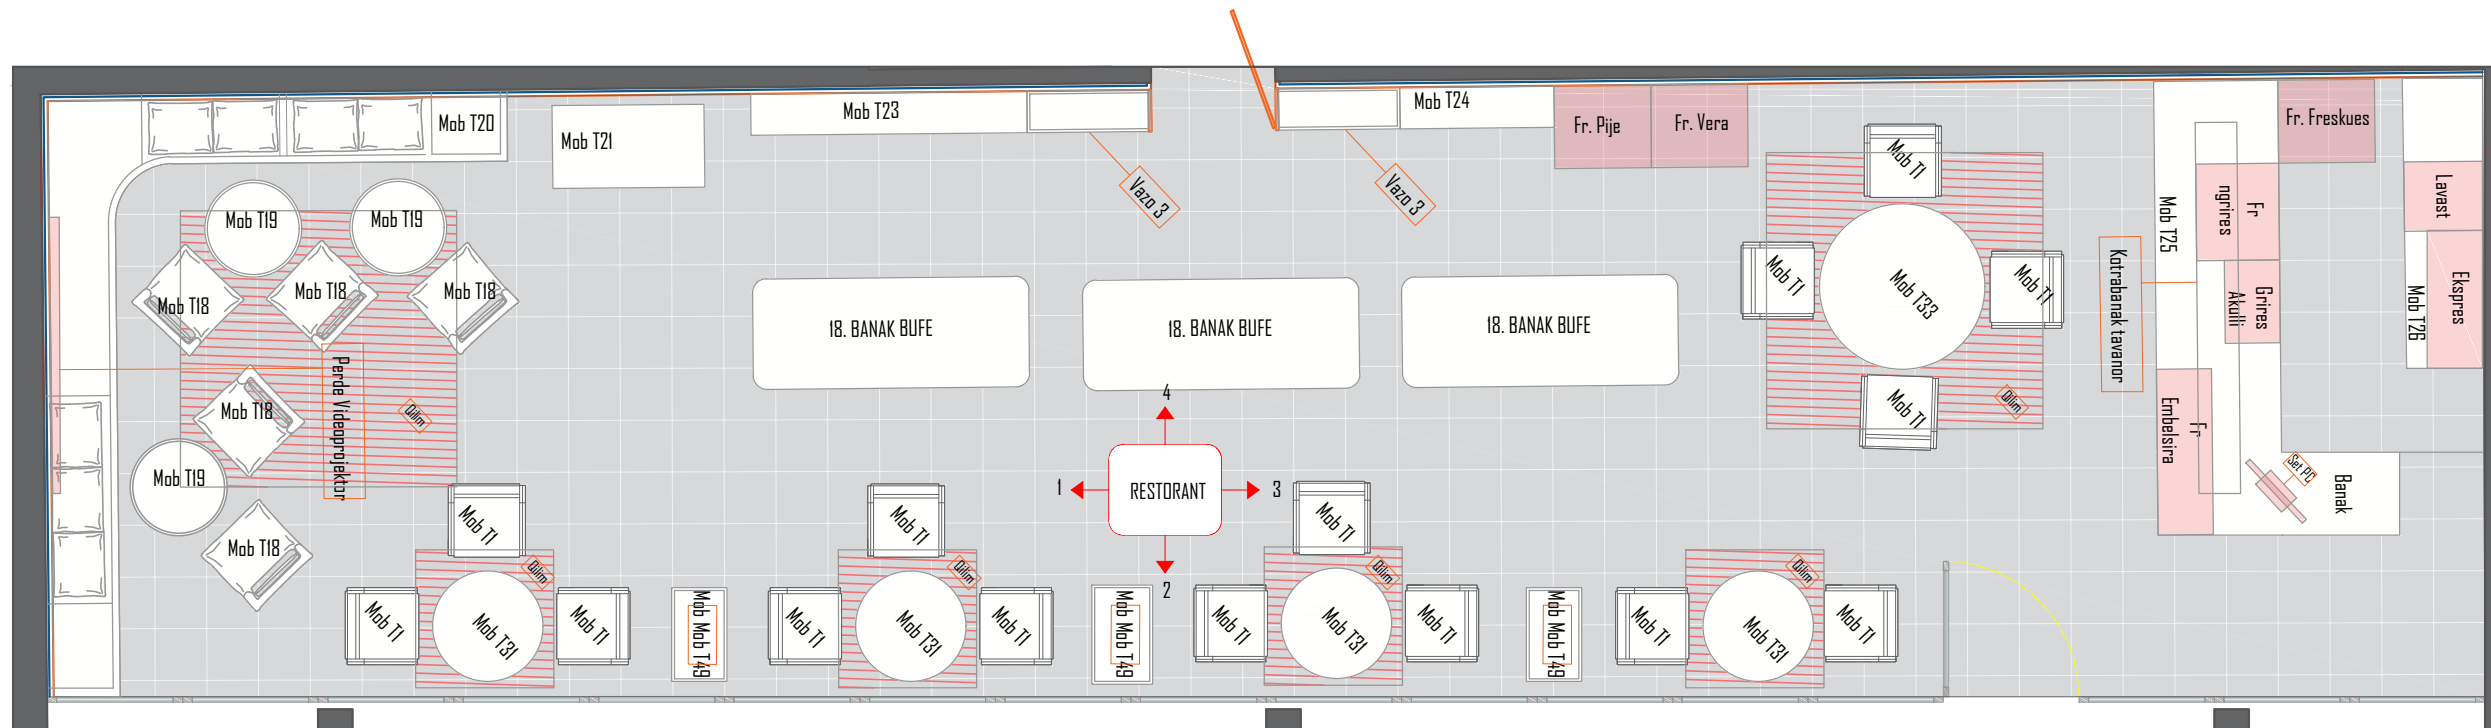 Mob T20
Mob T21
Mob T23
Mob T24
Fr. Pije
Fr. Vera
Fr. Freskues
Vazo 3
Vazo 3
Mob T1
Mob T19
Mob T19
Mob T18
Mob T18
Mob T18
Mob T18
Mob T19
Mob T18
Perde Videoprojektor
Qilim
18. BANAK BUFE
18. BANAK BUFE
18. BANAK BUFE
Mob T1
Mob T33
Mob T1
Mob T1
Qilim
Kotrabanak tavanor
Mob T25
Fr
ngrires
Grires
Akulli
Fr
Embelsira
Set PC
Banak
Lavast
Ekspres
Mob T26
4
1
RESTORANT
3
2
Mob T1
Qilim
Mob T1
Mob T31
Mob T1
Mob Mob T49
Mob T1
Qilim
Mob T1
Mob T31
Mob T1
Mob Mob T49
Mob T1
Qilim
Mob T1
Mob T31
Mob T1
Mob Mob T49
Qilim
Mob T1
Mob T31
Mob T1